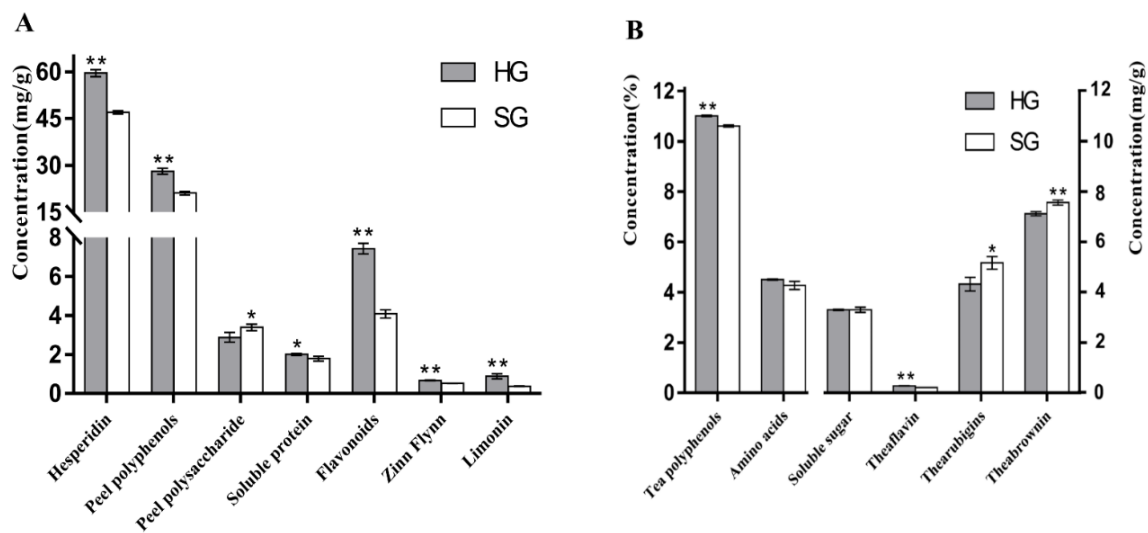 A
Concentration(mg/g)
60
45
30
15
8
6
4
2
0
**
**
*
*
**
**
**
HG
SG
Hesperidin
Peel polyphenols
Peel polysaccharide
Soluble protein
Flavonoids
Zinn Flynn
Limonin
B
Concentration(%)
12
10
8
6
4
2
0
**
**
*
**
HG
SG
12
10
8
6
4
2
0
Concentration(mg/g)
Tea polyphenols
Amino acids
Soluble sugar
Theaflavin
Thearubigins
Theabrownin